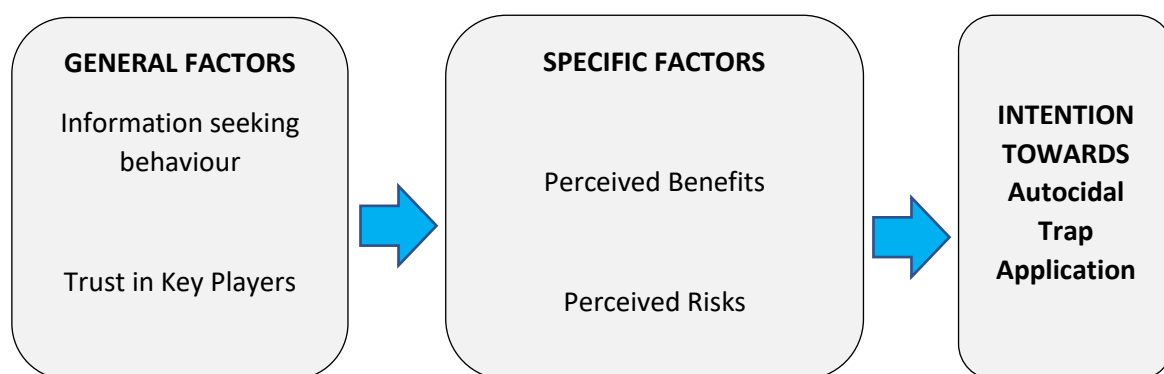 GENERAL FACTORS
Information seeking
behaviour
Trust in Key Players
SPECIFIC FACTORS
Perceived Benefits
Perceived Risks
INTENTION
TOWARDS
Autocidal
Trap
Application